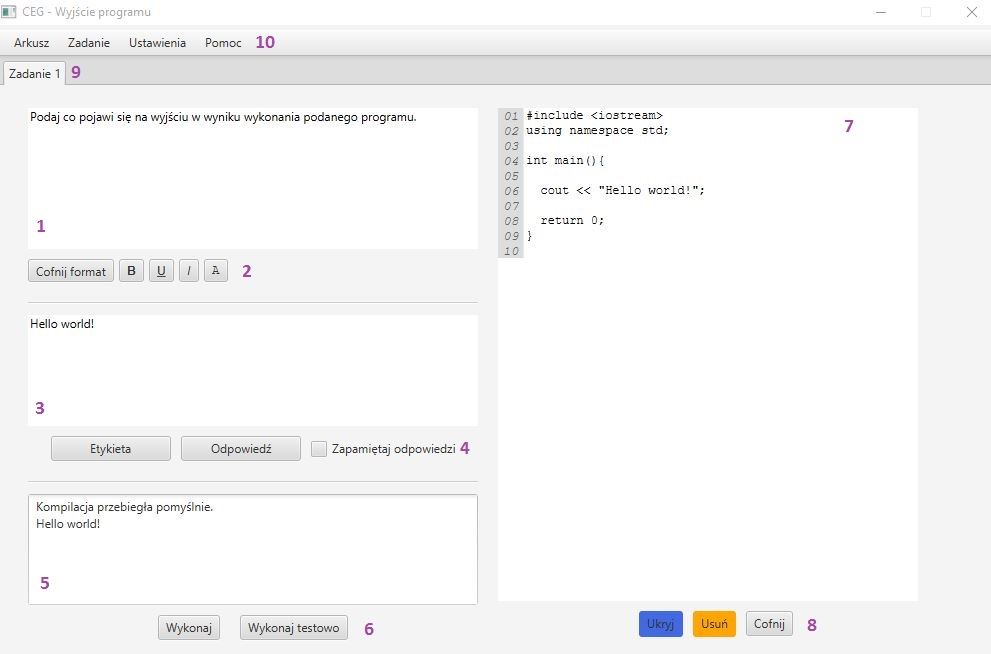 CEG - Wyjście programu
Arkusz Zadanie Ustawienia Pomoc 10
Zadanie 1 9
Podaj co pojawi się na wyjściu w wyniku wykonania podanego programu.
1
Cofnij format B U I A 2
Hello world!
3
Etykieta Odpowiedź Zapamiętaj odpowiedzi 4
Kompilacja przebiegła pomyślnie.
Hello world!
5
Wykonaj Wykonaj testowo 6
01 #include <iostream>
7
02 using namespace std;
03
04 int main(){
05
06   cout << "Hello world!";
07
08   return 0;
09 }
10
Ukryj Usuń Cofnij 8